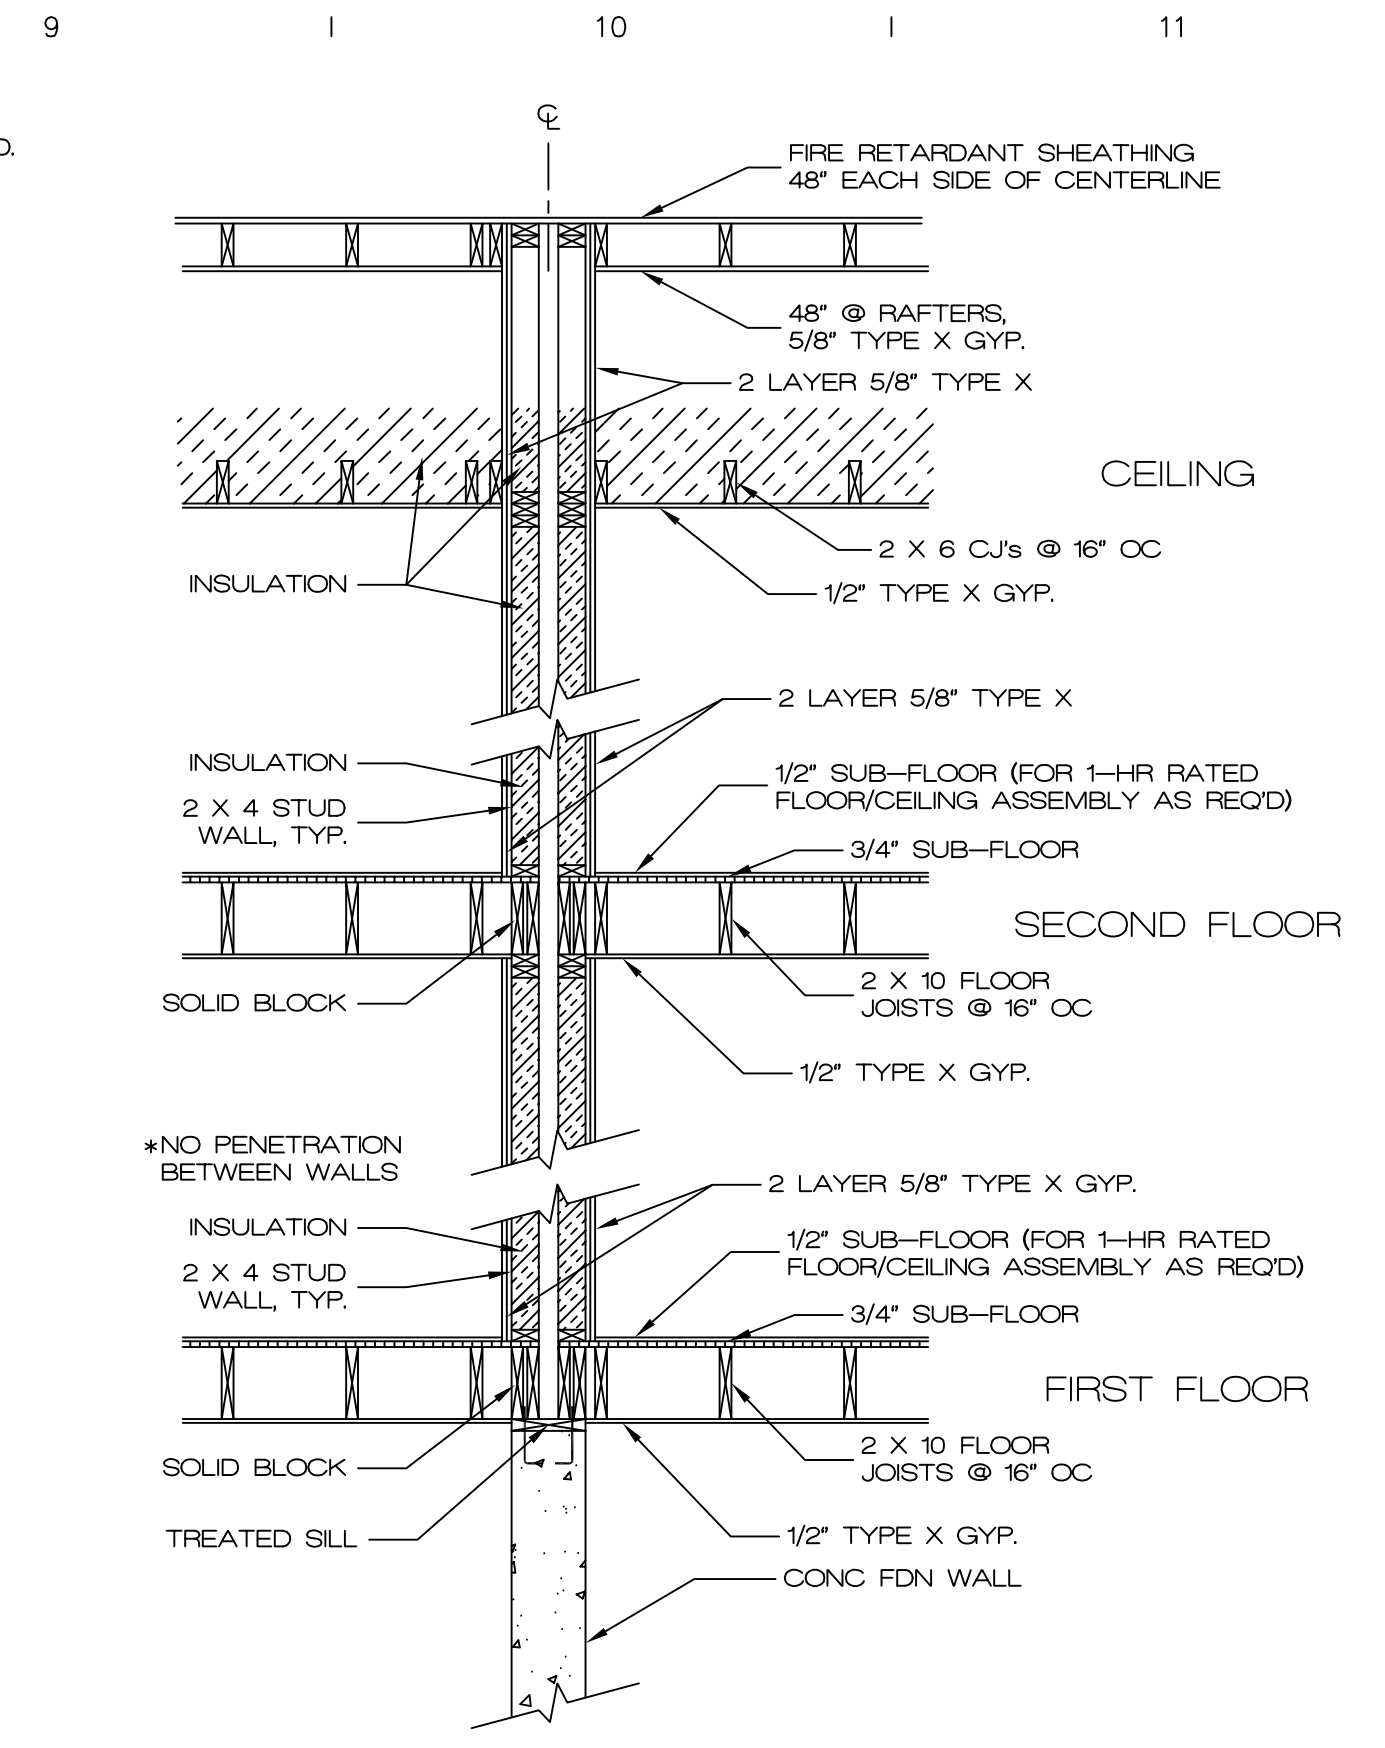 9 | 10 | 11
℄
O.
FIRE RETARDANT SHEATHING
48" EACH SIDE OF CENTERLINE
48" @ RAFTERS,
5/8" TYPE X GYP.
2 LAYER 5/8" TYPE X
CEILING
2 X 6 CJ's @ 16" OC
INSULATION
1/2" TYPE X GYP.
2 LAYER 5/8" TYPE X
INSULATION
1/2" SUB-FLOOR (FOR 1-HR RATED
FLOOR/CEILING ASSEMBLY AS REQ'D)
2 X 4 STUD
WALL, TYP.
3/4" SUB-FLOOR
SECOND FLOOR
SOLID BLOCK
2 X 10 FLOOR
JOISTS @ 16" OC
1/2" TYPE X GYP.
*NO PENETRATION
BETWEEN WALLS
2 LAYER 5/8" TYPE X GYP.
INSULATION
1/2" SUB-FLOOR (FOR 1-HR RATED
FLOOR/CEILING ASSEMBLY AS REQ'D)
2 X 4 STUD
WALL, TYP.
3/4" SUB-FLOOR
FIRST FLOOR
2 X 10 FLOOR
JOISTS @ 16" OC
SOLID BLOCK
TREATED SILL
1/2" TYPE X GYP.
CONC FDN WALL